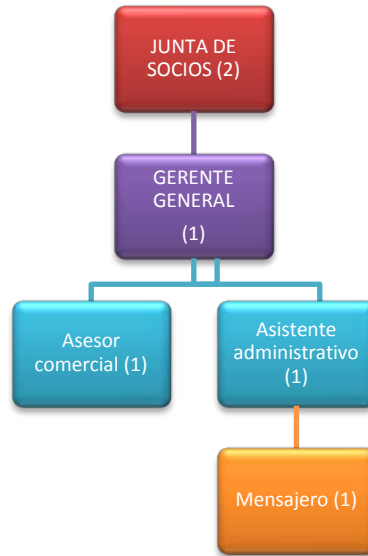 JUNTA DE
SOCIOS (2)
GERENTE
GENERAL
(1)
Asesor
comercial (1)
Asistente
administrativo
(1)
Mensajero (1)